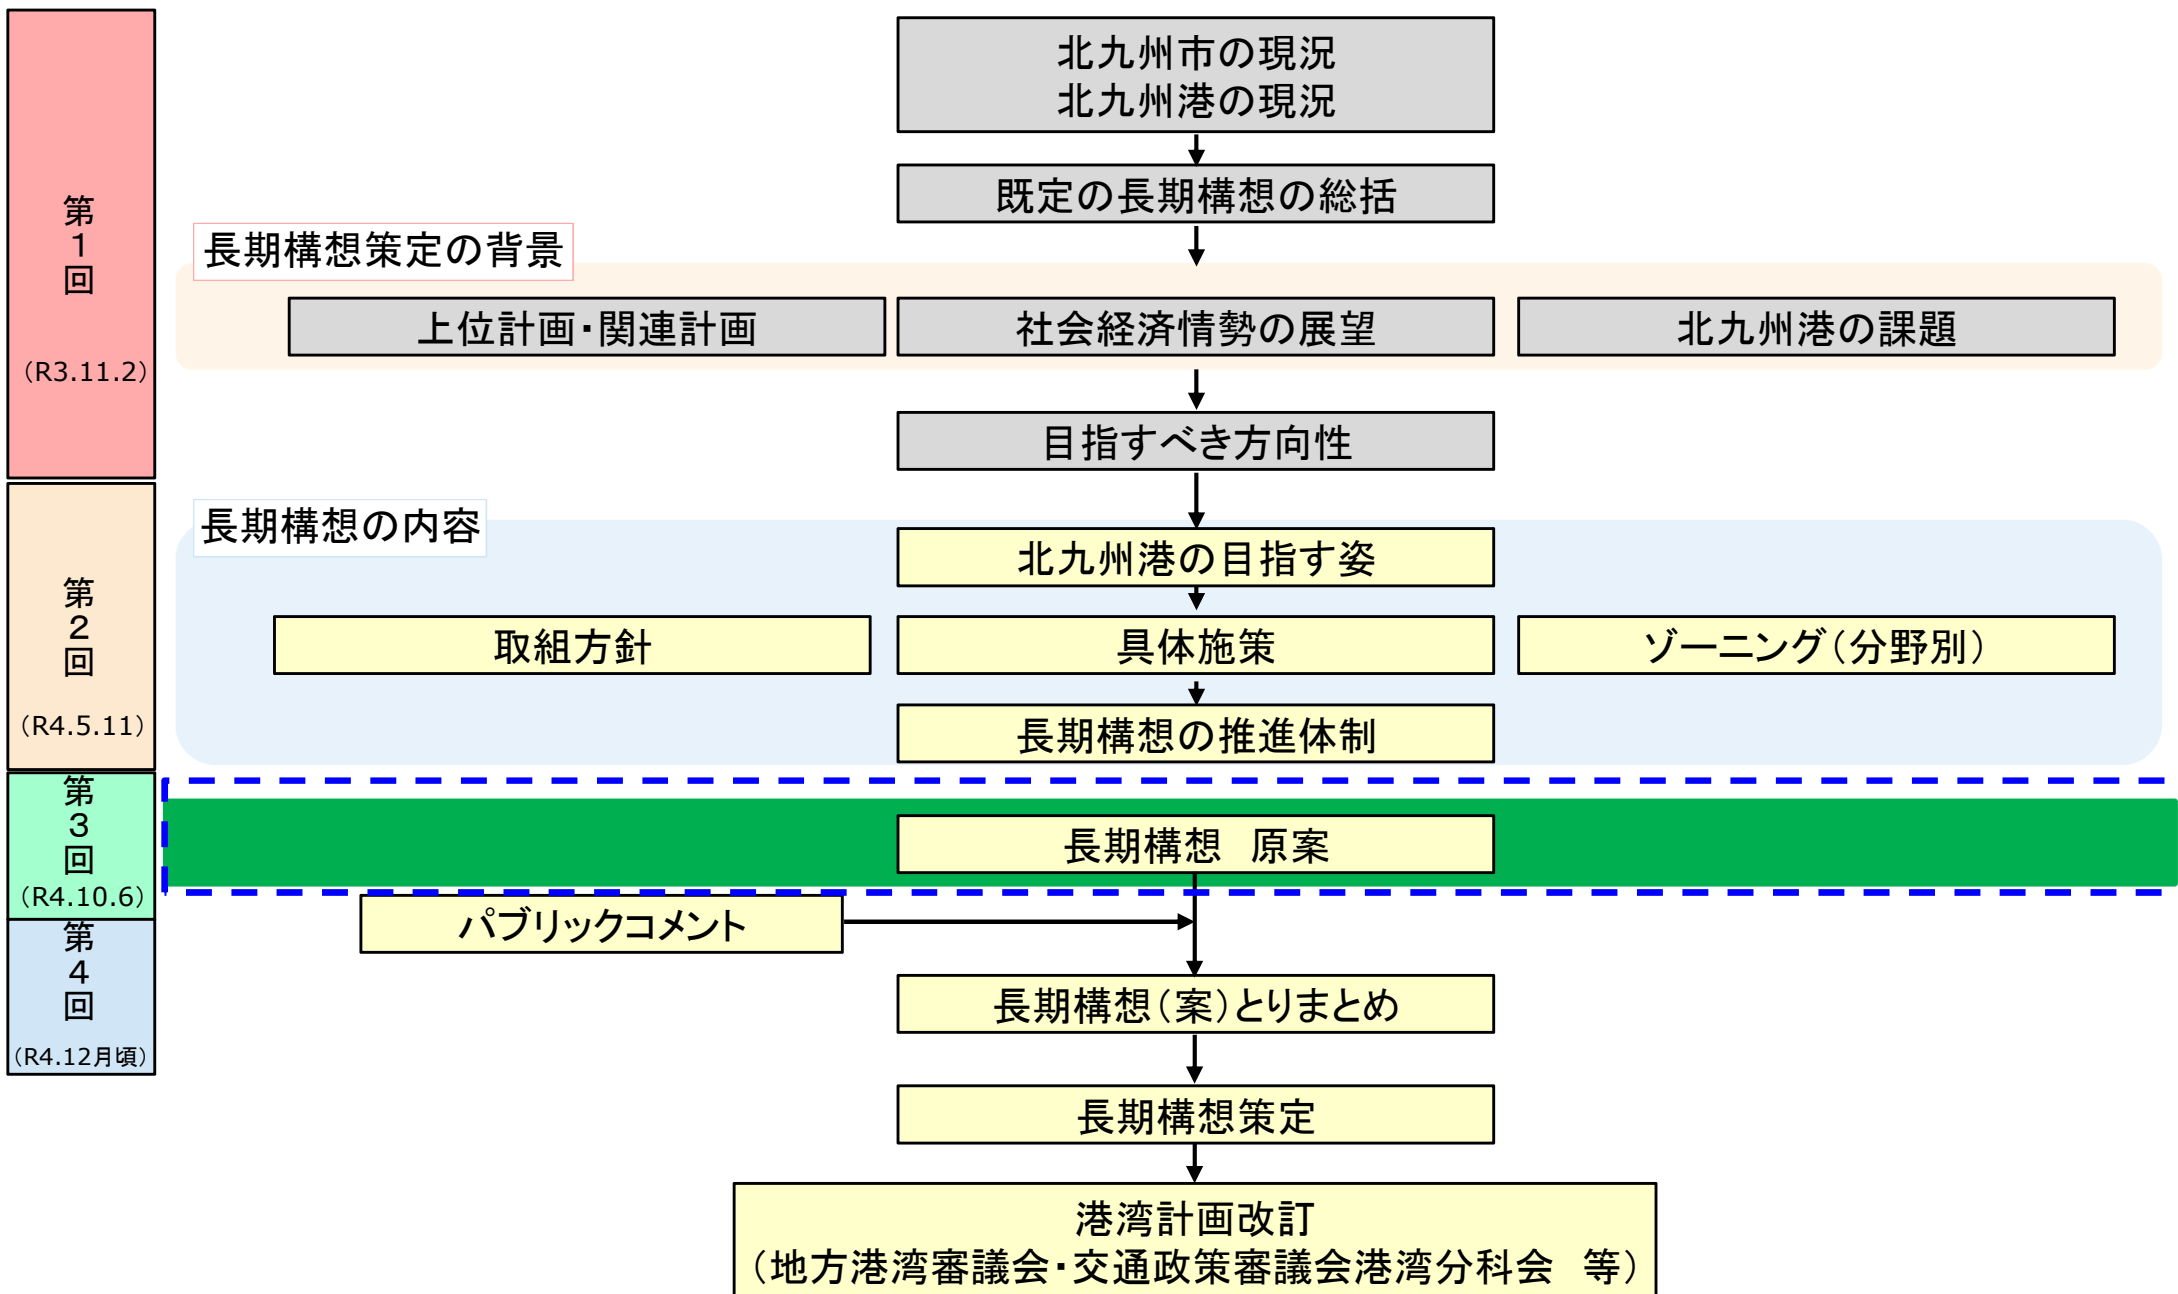 北九州市の現況
北九州港の現況
既定の長期構想の総括
第
1
回
(R3.11.2)
長期構想策定の背景
上位計画・関連計画
社会経済情勢の展望
北九州港の課題
目指すべき方向性
第
2
回
(R4.5.11)
長期構想の内容
北九州港の目指す姿
取組方針
具体施策
ゾーニング(分野別)
長期構想の推進体制
第
3
回
(R4.10.6)
長期構想　原案
パブリックコメント
第
4
回
(R4.12月頃)
長期構想(案)とりまとめ
長期構想策定
港湾計画改訂
(地方港湾審議会・交通政策審議会港湾分科会　等)